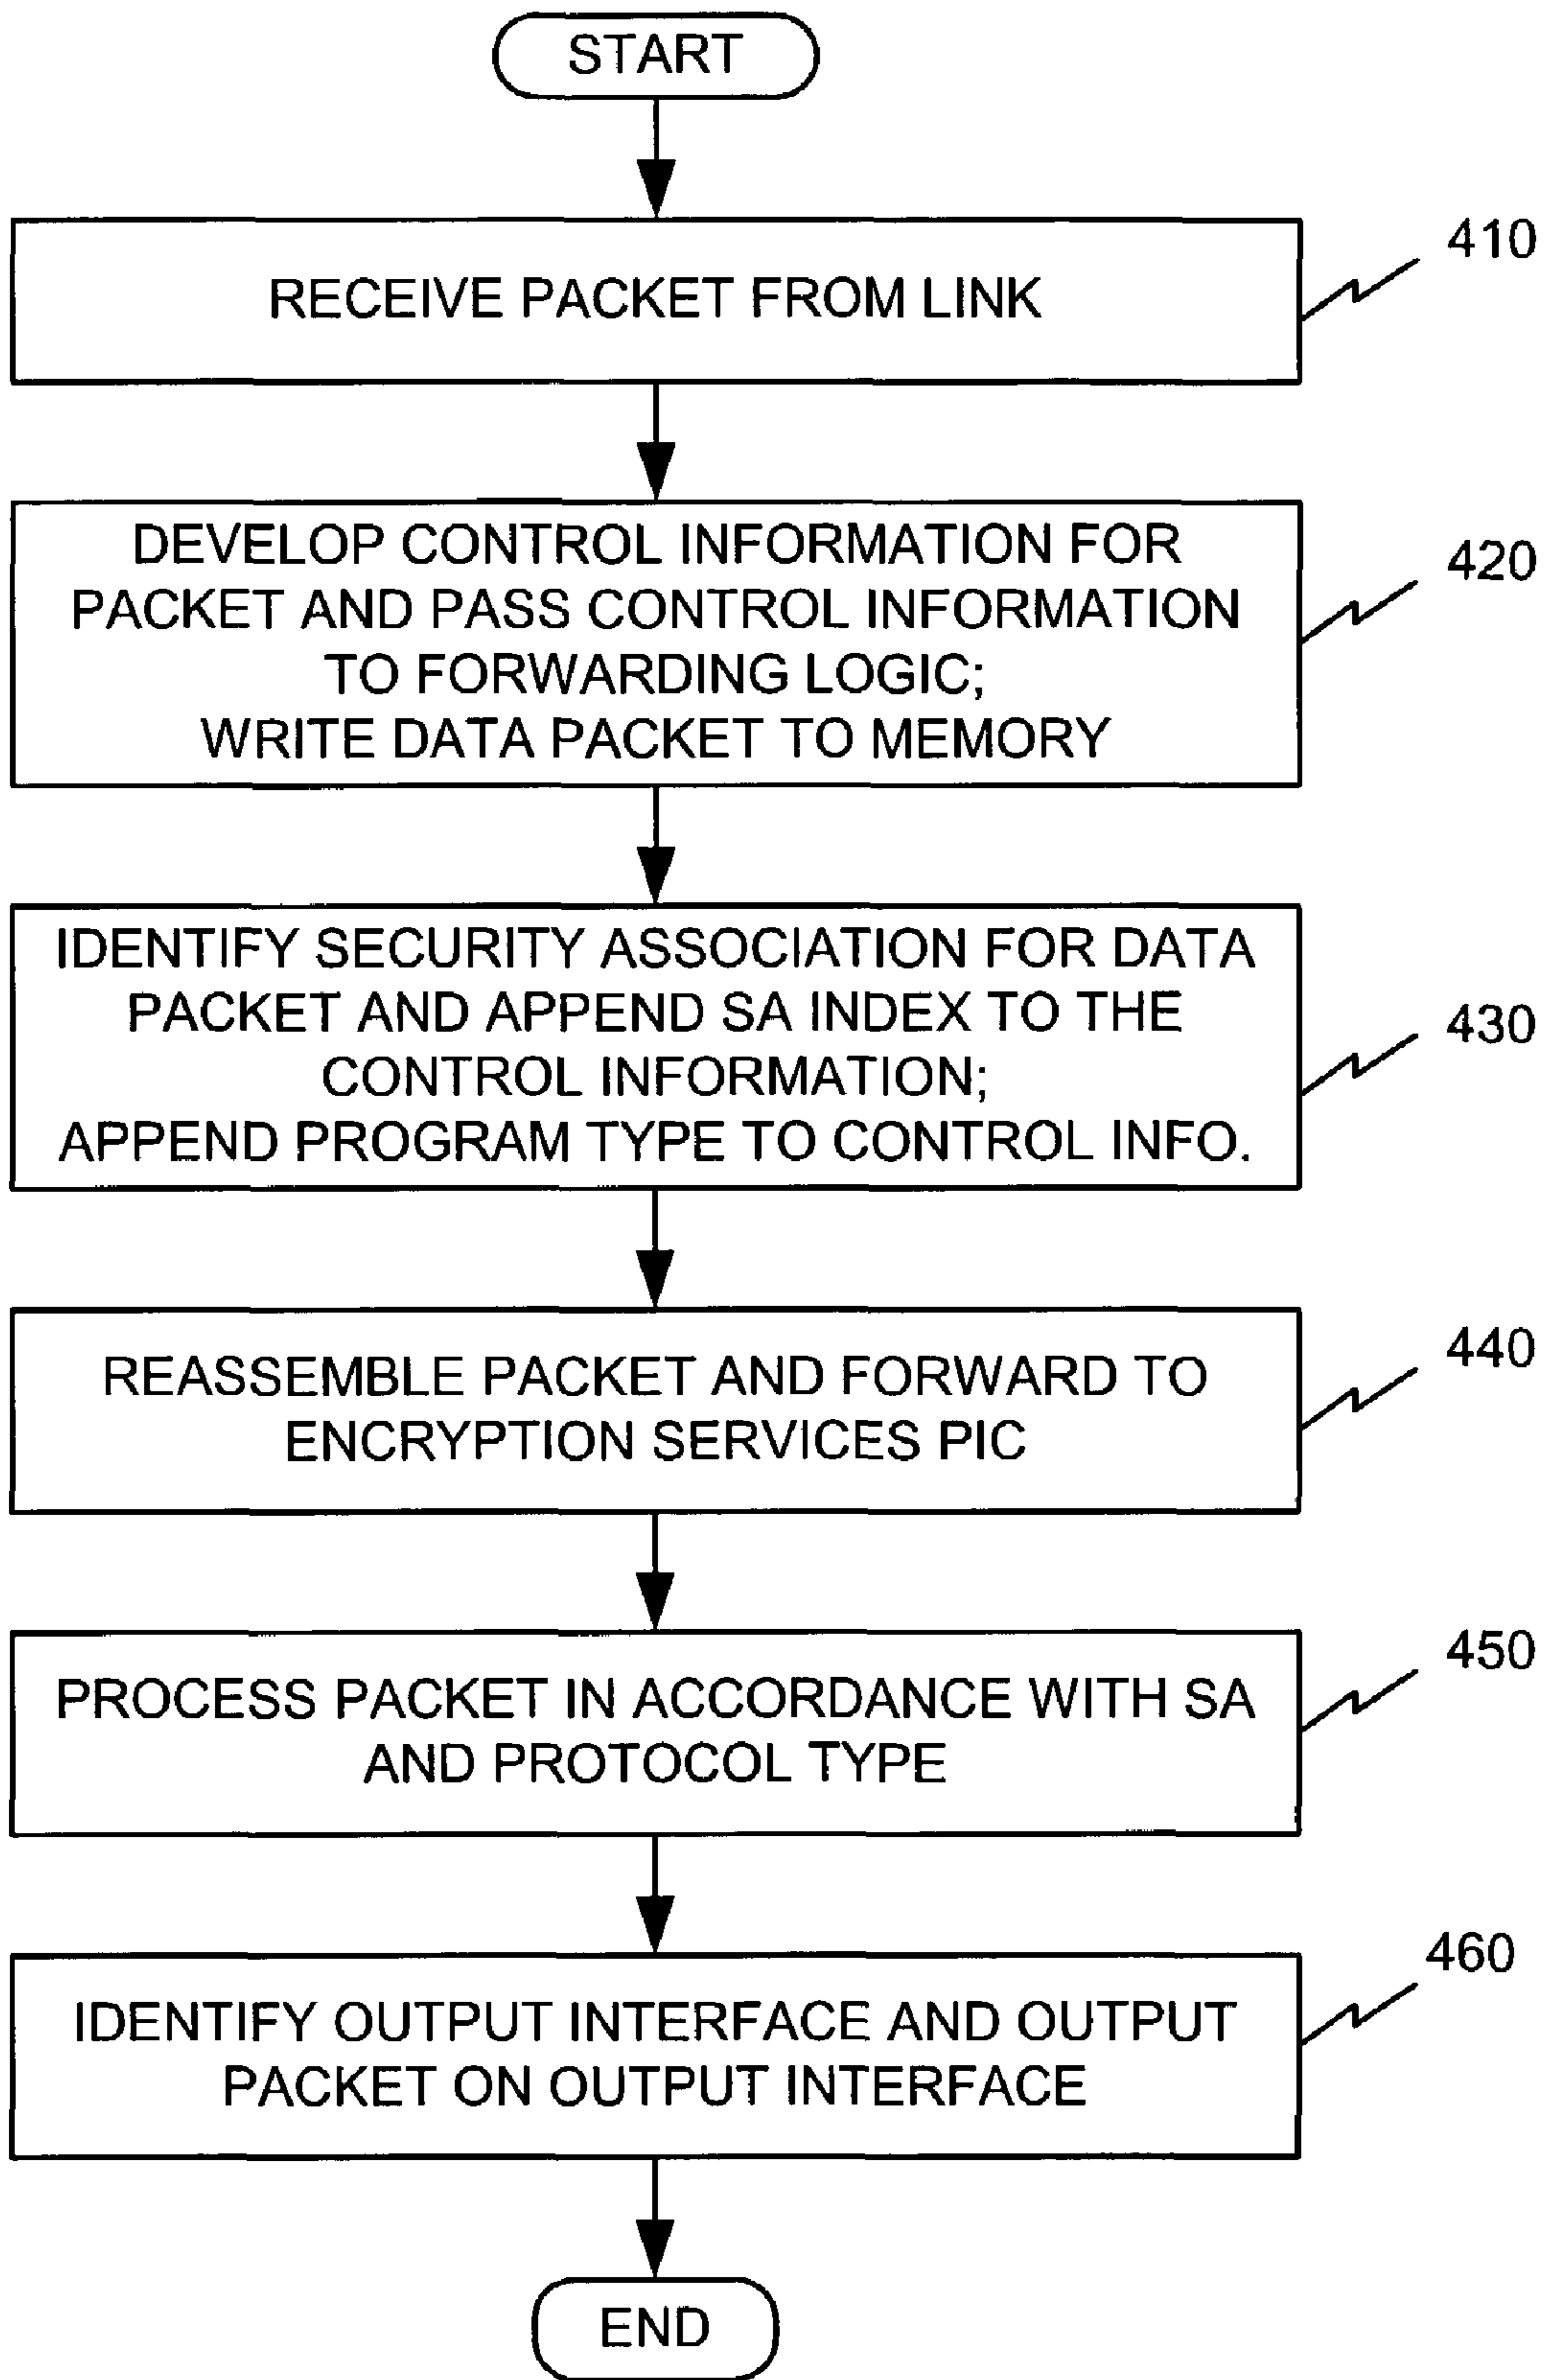 START
RECEIVE PACKET FROM LINK
410
DEVELOP CONTROL INFORMATION FOR
PACKET AND PASS CONTROL INFORMATION
TO FORWARDING LOGIC;
WRITE DATA PACKET TO MEMORY
420
IDENTIFY SECURITY ASSOCIATION FOR DATA
PACKET AND APPEND SA INDEX TO THE
CONTROL INFORMATION;
APPEND PROGRAM TYPE TO CONTROL INFO.
430
REASSEMBLE PACKET AND FORWARD TO
ENCRYPTION SERVICES PIC
440
PROCESS PACKET IN ACCORDANCE WITH SA
AND PROTOCOL TYPE
450
IDENTIFY OUTPUT INTERFACE AND OUTPUT
PACKET ON OUTPUT INTERFACE
460
END